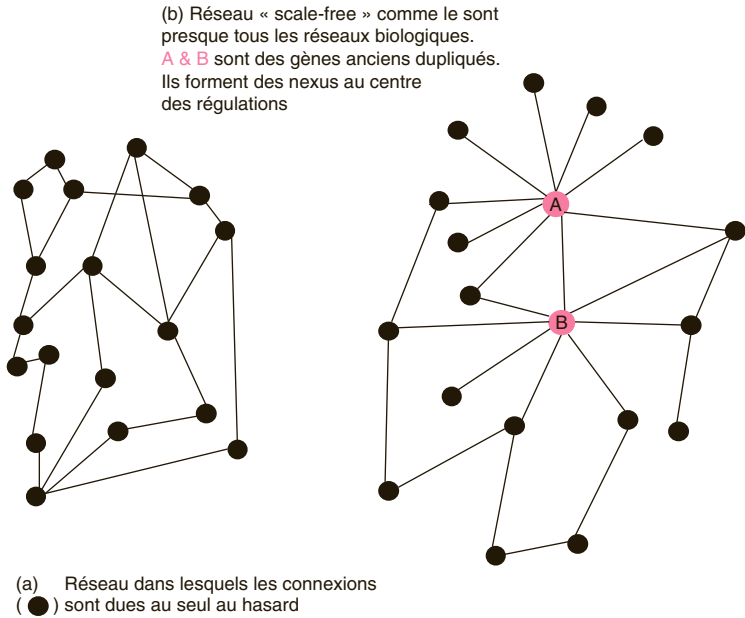 (b) Réseau « scale-free » comme le sont
presque tous les réseaux biologiques.
A & B sont des gènes anciens dupliqués.
Ils forment des nexus au centre
des régulations
A
B
(a) Réseau dans lesquels les connexions
( ) sont dues au seul au hasard